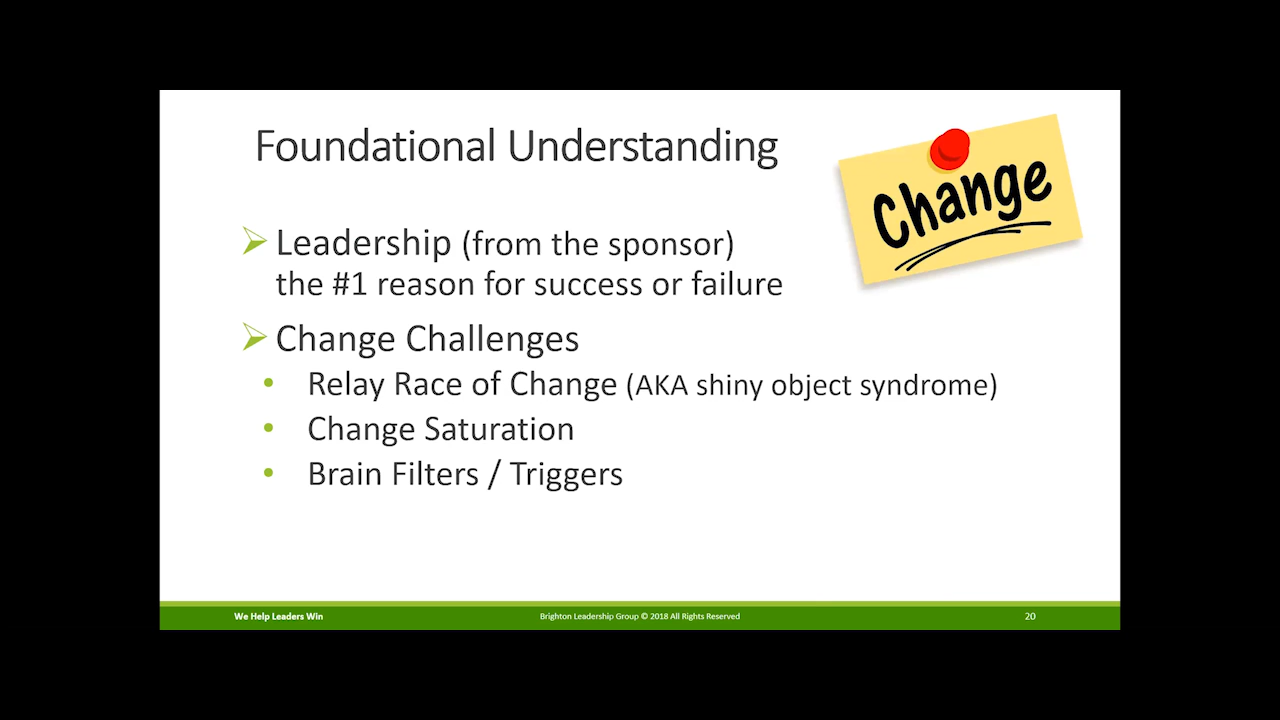 Foundational Understanding
Change
➢ Leadership (from the sponsor)
the #1 reason for success or failure
➢ Change Challenges
• Relay Race of Change (AKA shiny object syndrome)
• Change Saturation
• Brain Filters / Triggers
We Help Leaders Win
Brighton Leadership Group © 2018 All Rights Reserved
20